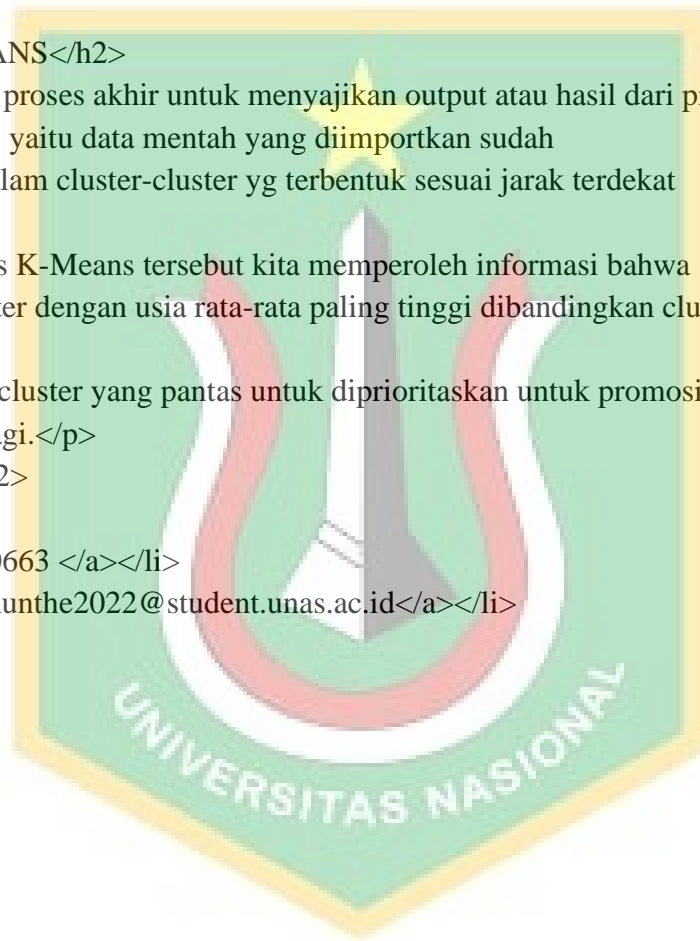 ANS</h2>
proses akhir untuk menyajikan output atau hasil dari
yaitu data mentah yang diimportkan sudah
lam cluster-cluster yg terbentuk sesuai jarak terdekat
s K-Means tersebut kita memperoleh informasi bahwa
ter dengan usia rata-rata paling tinggi dibandingkan clu
cluster yang pantas untuk diprioritaskan untuk promosi
agi.</p>
2>
0663 </a></li>
unthe2022@student.unas.ac.id</a></li>
UNIVERSITAS NASIONAL